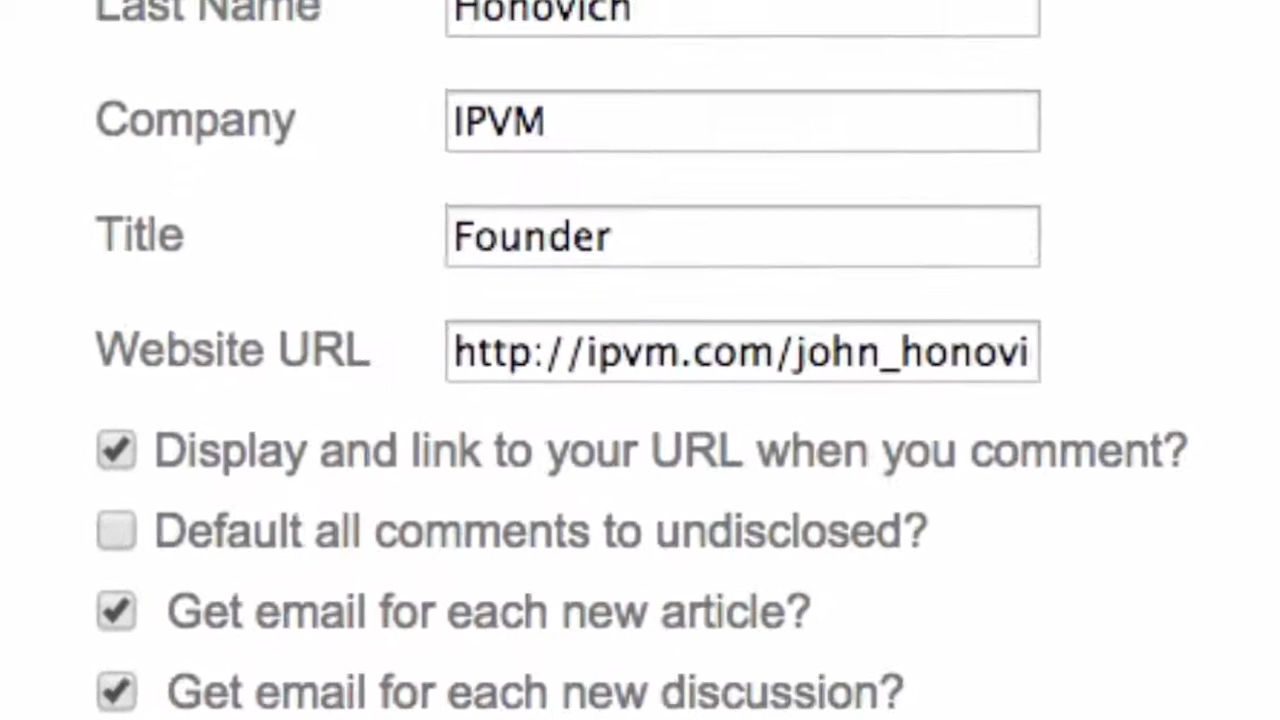 Last Name Honovich
Company IPVM
Title Founder
Website URL http://ipvm.com/john_honovi
Display and link to your URL when you comment?
Default all comments to undisclosed?
Get email for each new article?
Get email for each new discussion?